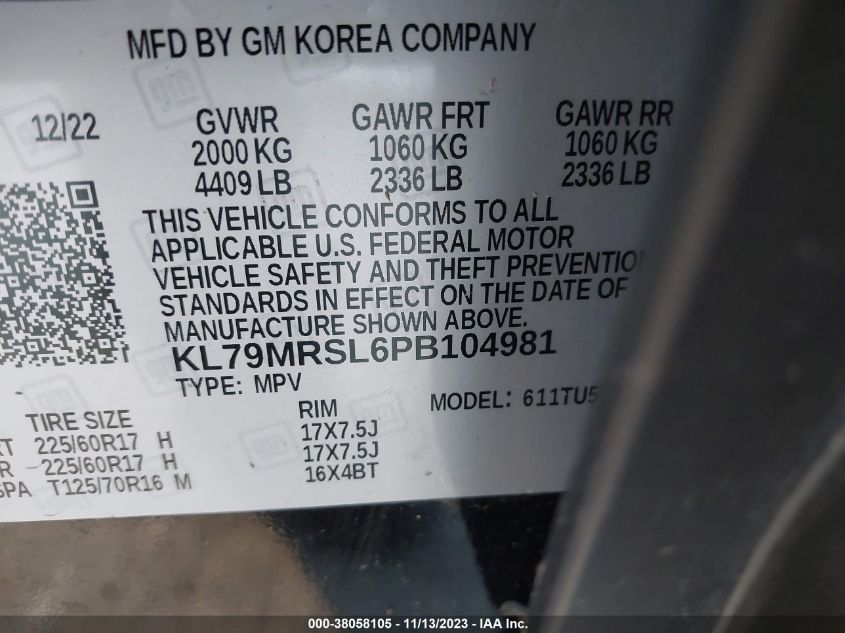 MFD BY GM KOREA COMPANY
12/22 GVWR GAWR FRT GAWR RR
2000 KG 1060 KG 1060 KG
4409 LB 2336 LB 2336 LB
THIS VEHICLE CONFORMS TO ALL
APPLICABLE U.S. FEDERAL MOTOR
VEHICLE SAFETY AND THEFT PREVENTIO
STANDARDS IN EFFECT ON THE DATE OF
MANUFACTURE SHOWN ABOVE.
KL79MRSL6PB104981
TYPE: MPV
MODEL: 611TU5
TIRE SIZE RIM
RT 225/60R17 H 17X7.5J
R 225/60R17 H 17X7.5J
SPA T125/70R16 M 16X4BT
000-38058105 - 11/13/2023 - IAA Inc.